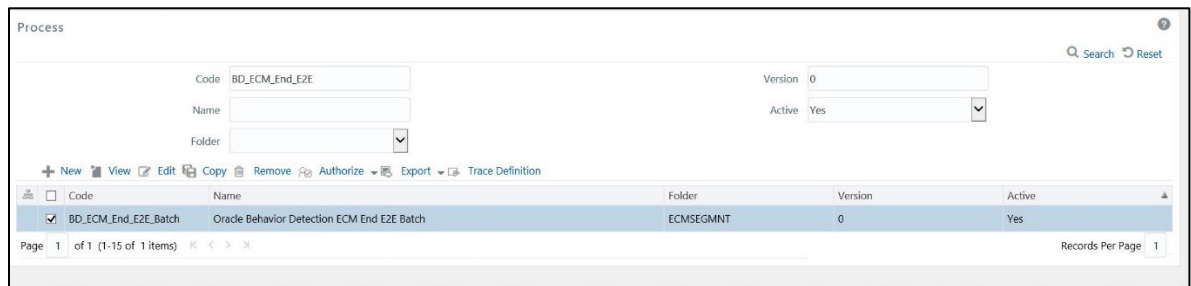 Process
Search Reset
Code BD_ECM_End_E2E Version 0
Name Active Yes
Folder
New View Edit Copy Remove Authorize Export Trace Definition
Code Name Folder Version Active
BD_ECM_End_E2E_Batch Oracle Behavior Detection ECM End E2E Batch ECMSEGMNT 0 Yes
Page 1 of 1 (1-15 of 1 items) Records Per Page 1